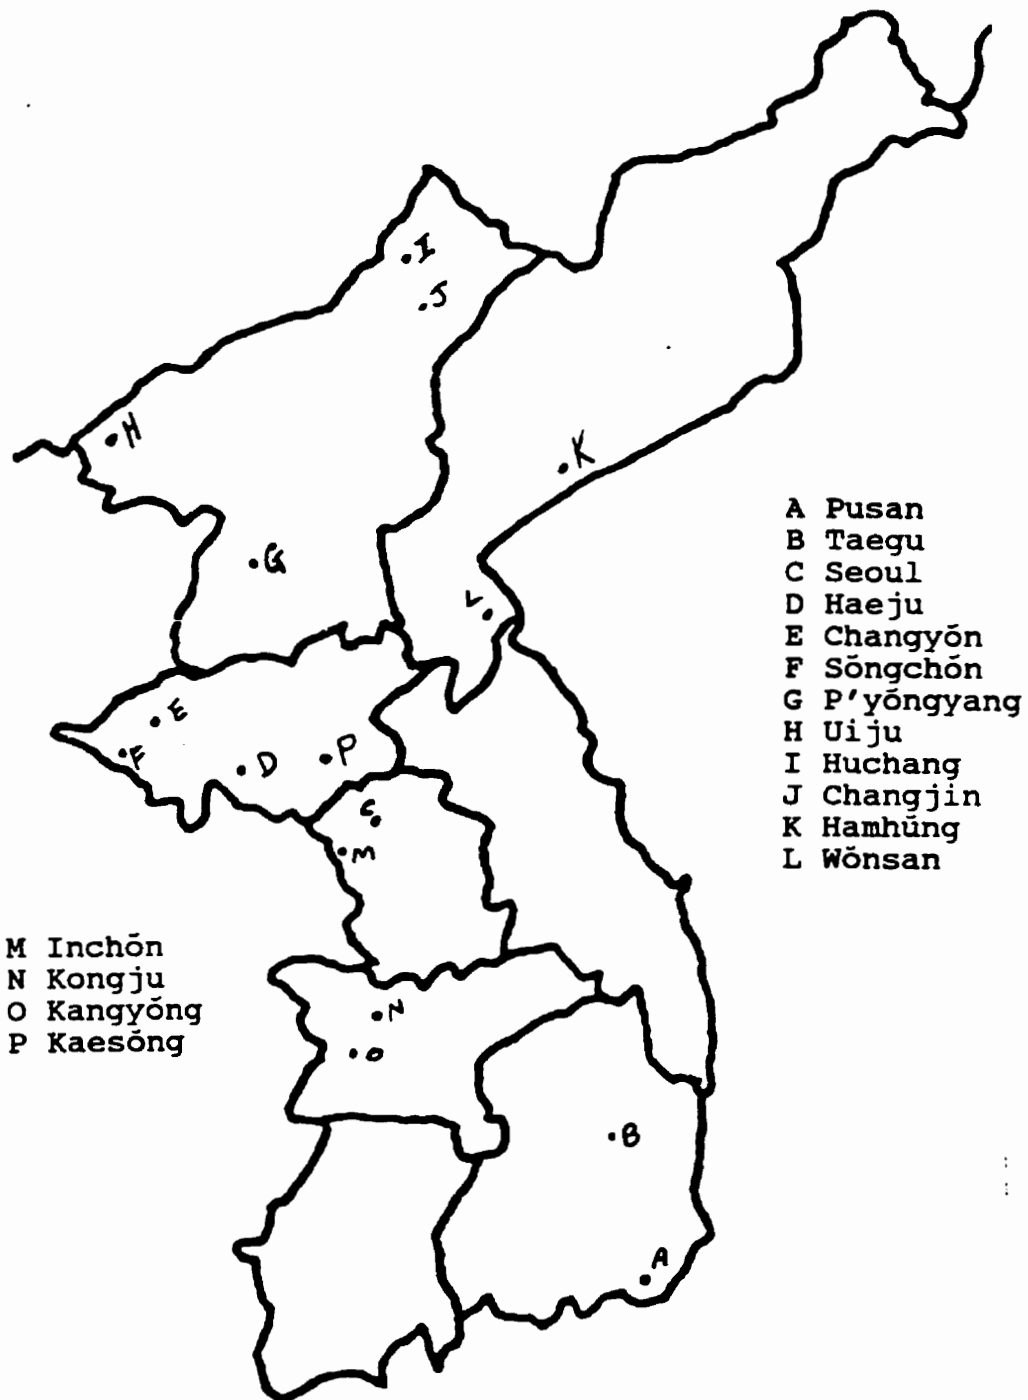 I
J
H
K
G
L
E
F
D
P
C
M
N
O
B
A
A Pusan
B Taegu
C Seoul
D Haeju
E Changyŏn
F Sŏngchŏn
G P'yŏngyang
H Uiju
I Huchang
J Changjin
K Hamhŭng
L Wŏnsan
M Inchŏn
N Kongju
O Kangyŏng
P Kaesŏng